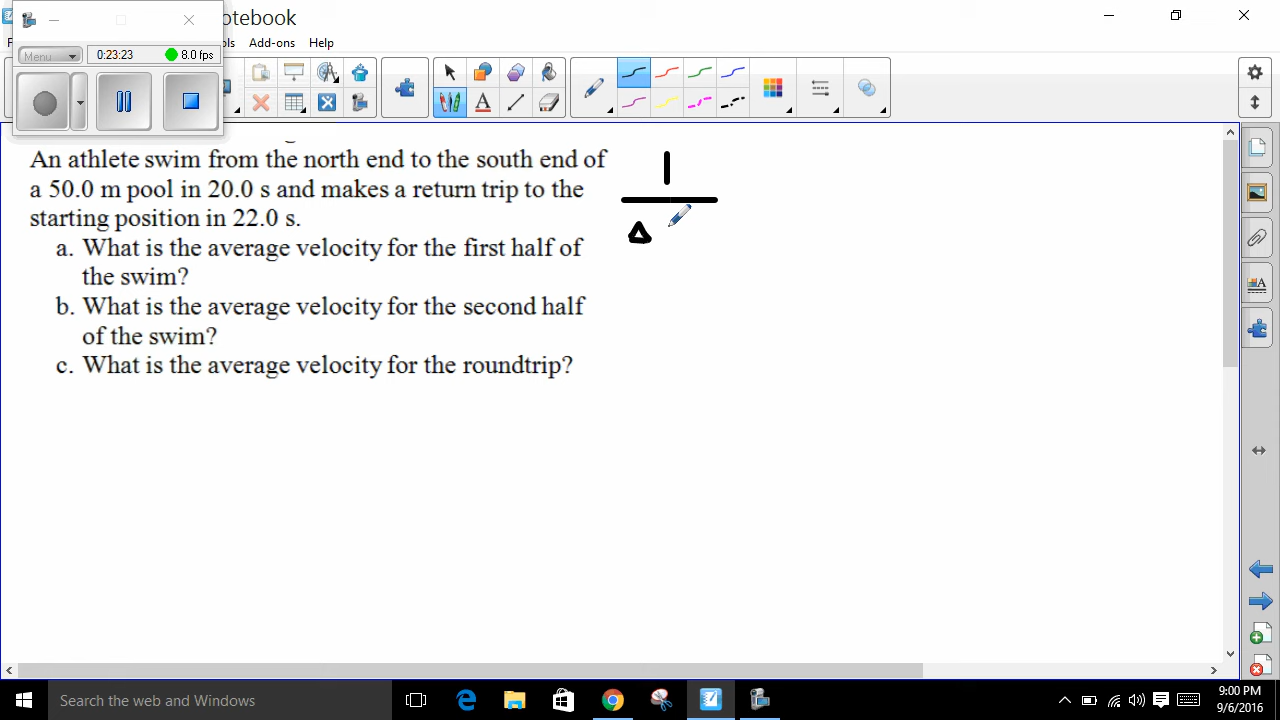 otebook
ols Add-ons Help
Menu 0:23:23 8.0 fps
An athlete swim from the north end to the south end of
a 50.0 m pool in 20.0 s and makes a return trip to the
starting position in 22.0 s.
a. What is the average velocity for the first half of
the swim?
b. What is the average velocity for the second half
of the swim?
c. What is the average velocity for the roundtrip?
1
Δ
Search the web and Windows
9:00 PM
9/6/2016